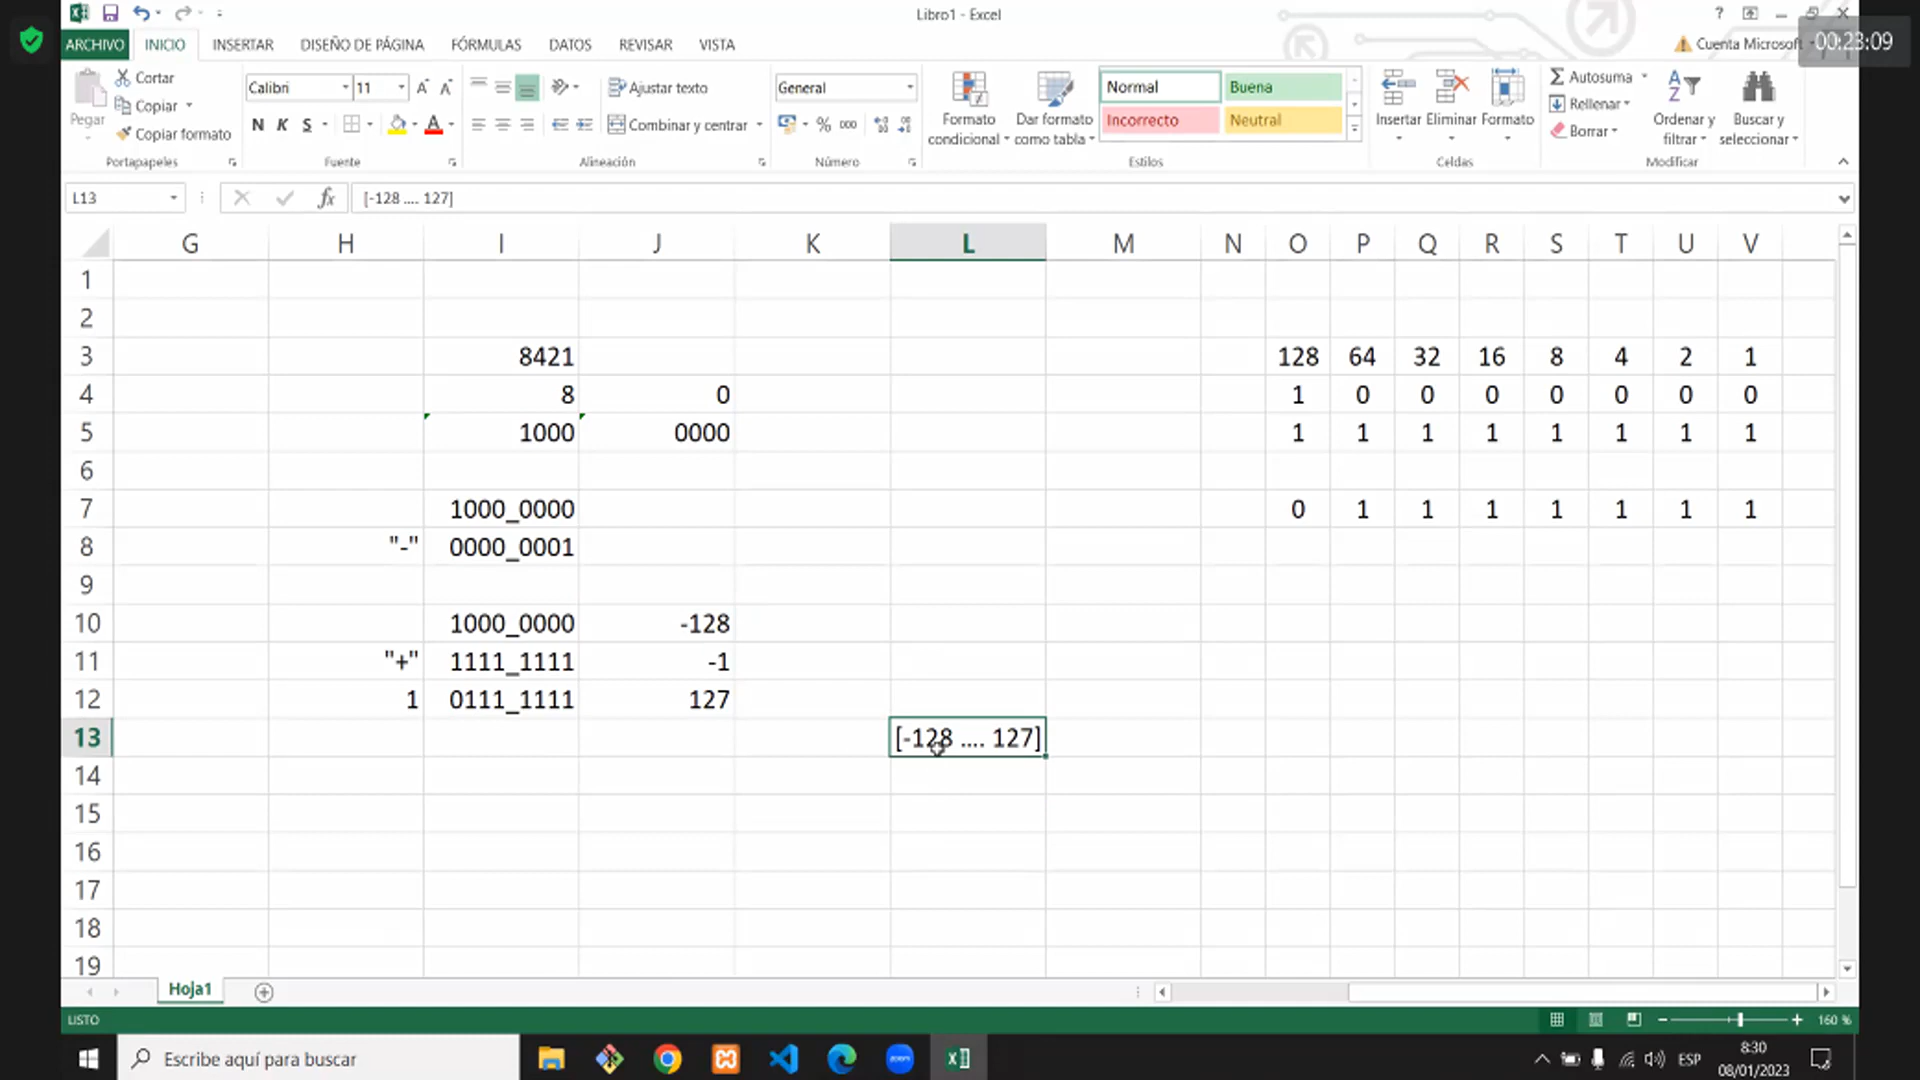 Libro1 - Excel
?
00:23:09
ARCHIVO INICIO INSERTAR DISEÑO DE PÁGINA FÓRMULAS DATOS REVISAR VISTA
Cuenta Microsoft
Pegar
Cortar
Copiar
Copiar formato
Portapapeles
Calibri 11
N K S A
Fuente
Ajustar texto
Combinar y centrar
Alineación
General
% 000
Número
Formato condicional
Dar formato como tabla
Normal Buena
Incorrecto Neutral
Estilos
Insertar Eliminar Formato
Celdas
Autosuma
Rellenar
Borrar
Ordenar y filtrar
Buscar y seleccionar
Modificar
L13 fx [-128 .... 127]
G H I J K L M N O P Q R S T U V
1
2
3 8421 128 64 32 16 8 4 2 1
4 8 0 1 0 0 0 0 0 0 0
5 1000 0000 1 1 1 1 1 1 1 1
6
7 1000_0000 0 1 1 1 1 1 1 1
8 "-" 0000_0001
9
10 1000_0000 -128
11 "+" 1111_1111 -1
12 1 0111_1111 127
13 [-128 .... 127]
14
15
16
17
18
19
Hoja1
LISTO 160 %
Escribe aquí para buscar
zoom
ESP
8:30
08/01/2023